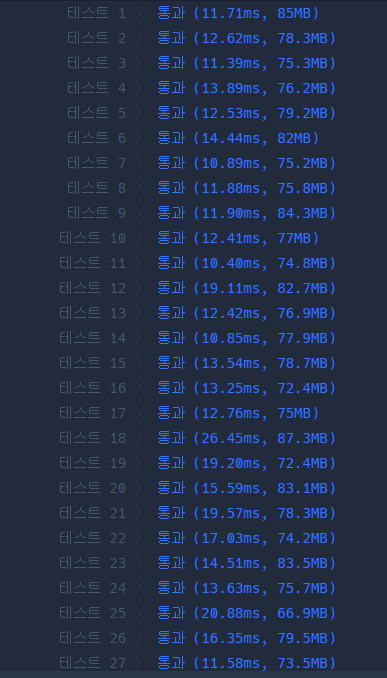 테스트 1 〉 통과 (11.71ms, 85MB)
테스트 2 〉 통과 (12.62ms, 78.3MB)
테스트 3 〉 통과 (11.39ms, 75.3MB)
테스트 4 〉 통과 (13.89ms, 76.2MB)
테스트 5 〉 통과 (12.53ms, 79.2MB)
테스트 6 〉 통과 (14.44ms, 82MB)
테스트 7 〉 통과 (10.89ms, 75.2MB)
테스트 8 〉 통과 (11.88ms, 75.8MB)
테스트 9 〉 통과 (11.90ms, 84.3MB)
테스트 10 〉 통과 (12.41ms, 77MB)
테스트 11 〉 통과 (10.40ms, 74.8MB)
테스트 12 〉 통과 (19.11ms, 82.7MB)
테스트 13 〉 통과 (12.42ms, 76.9MB)
테스트 14 〉 통과 (10.85ms, 77.9MB)
테스트 15 〉 통과 (13.54ms, 78.7MB)
테스트 16 〉 통과 (13.25ms, 72.4MB)
테스트 17 〉 통과 (12.76ms, 75MB)
테스트 18 〉 통과 (26.45ms, 87.3MB)
테스트 19 〉 통과 (19.20ms, 72.4MB)
테스트 20 〉 통과 (15.59ms, 83.1MB)
테스트 21 〉 통과 (19.57ms, 78.3MB)
테스트 22 〉 통과 (17.03ms, 74.2MB)
테스트 23 〉 통과 (14.51ms, 83.5MB)
테스트 24 〉 통과 (13.63ms, 75.7MB)
테스트 25 〉 통과 (20.88ms, 66.9MB)
테스트 26 〉 통과 (16.35ms, 79.5MB)
테스트 27 〉 통과 (11.58ms, 73.5MB)